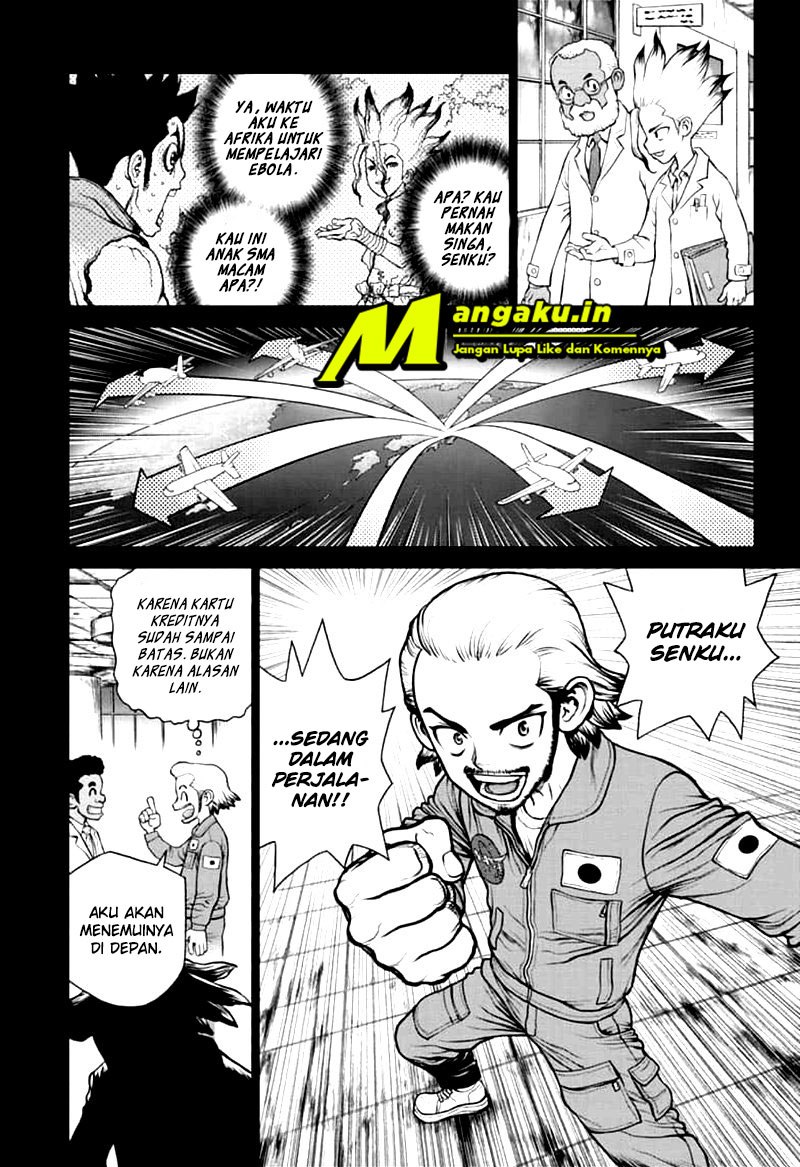 APA? KAU
PERNAH
MAKAN
SINGA,
SENKU?
YA, WAKTU
AKU KE
AFRIKA UNTUK
MEMPELAJARI
EBOLA.
KAU INI
ANAK SMA
MACAM
APA?!
Mangaku.in
Jangan Lupa Like dan Komennya
PUTRAKU
SENKU...
...SEDANG
DALAM
PERJALA-
NAN!!
KARENA KARTU
KREDITNYA
SUDAH SAMPAI
BATAS. BUKAN
KARENA ALASAN
LAIN.
AKU AKAN
MENEMUINYA
DI DEPAN.